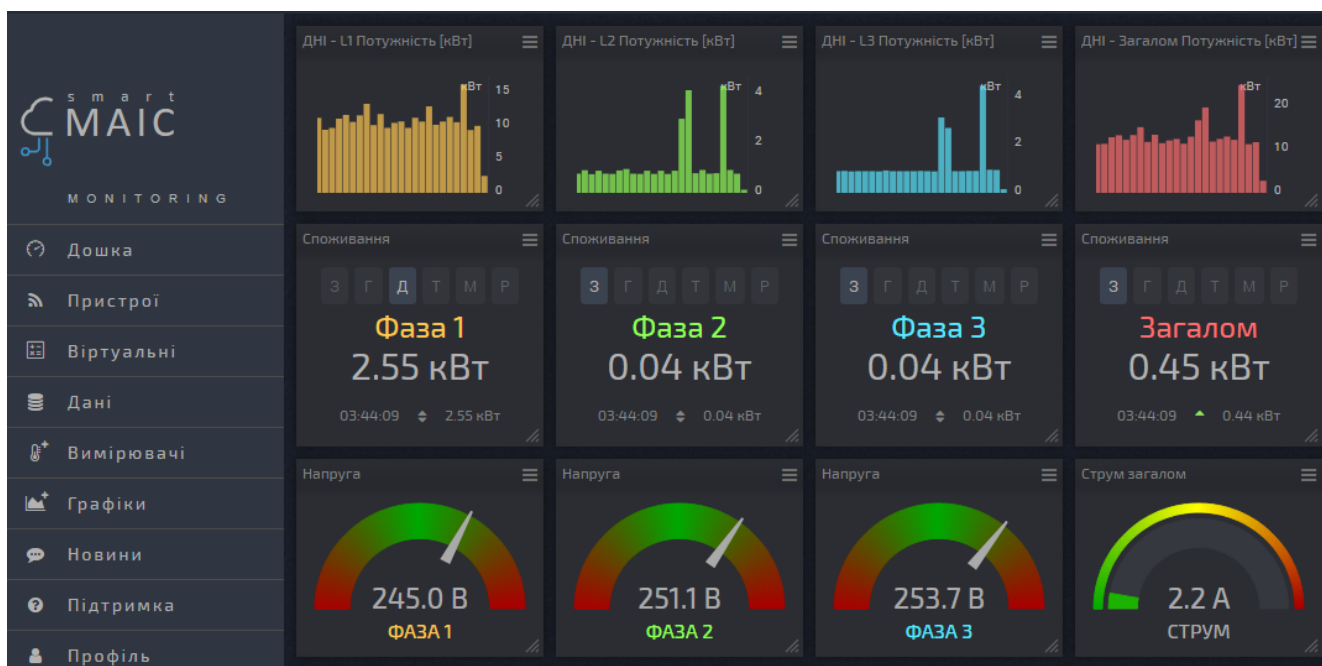 smart
MAIC
MONITORING
Дошка
Пристрої
Віртуальні
Дані
Вимірювачі
Графіки
Новини
Підтримка
Профіль
ДНІ - L1 Потужність [кВт]
кВт
15
10
5
0
ДНІ - L2 Потужність [кВт]
кВт
4
2
0
ДНІ - L3 Потужність [кВт]
кВт
4
2
0
ДНІ - Загалом Потужність [кВт]
кВт
20
10
0
Споживання
З Г Д Т М Р
Фаза 1
2.55 кВт
03:44:09 2.55 кВт
Споживання
З Г Д Т М Р
Фаза 2
0.04 кВт
03:44:09 0.04 кВт
Споживання
З Г Д Т М Р
Фаза 3
0.04 кВт
03:44:09 0.04 кВт
Споживання
З Г Д Т М Р
Загалом
0.45 кВт
03:44:09 0.44 кВт
Напруга
245.0 В
ФАЗА 1
Напруга
251.1 В
ФАЗА 2
Напруга
253.7 В
ФАЗА 3
Струм загалом
2.2 А
СТРУМ